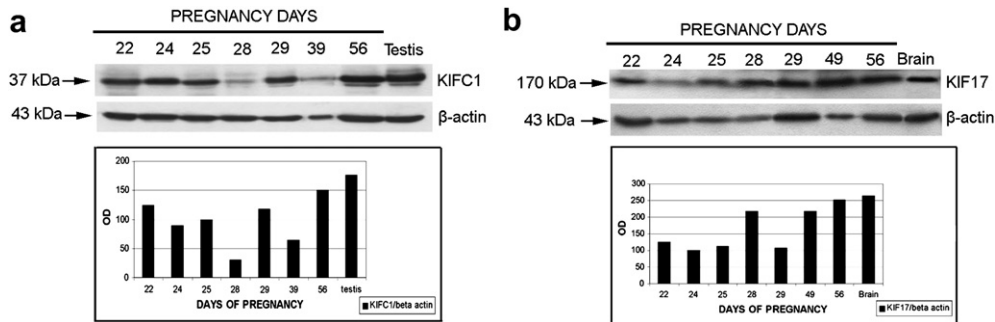 a
PREGNANCY DAYS
22 24 25 28 29 39 56 Testis
37 kDa KIFC1
43 kDa β-actin
200
150
100
50
0
OD
22 24 25 28 29 39 56 testis
DAYS OF PREGNANCY
KIFC1/beta actin
b
PREGNANCY DAYS
22 24 25 28 29 49 56 Brain
170 kDa KIF17
43 kDa β-actin
300
250
200
150
100
50
0
OD
22 24 25 28 29 49 56 Brain
DAYS OF PREGNANCY
KIF17/beta actin